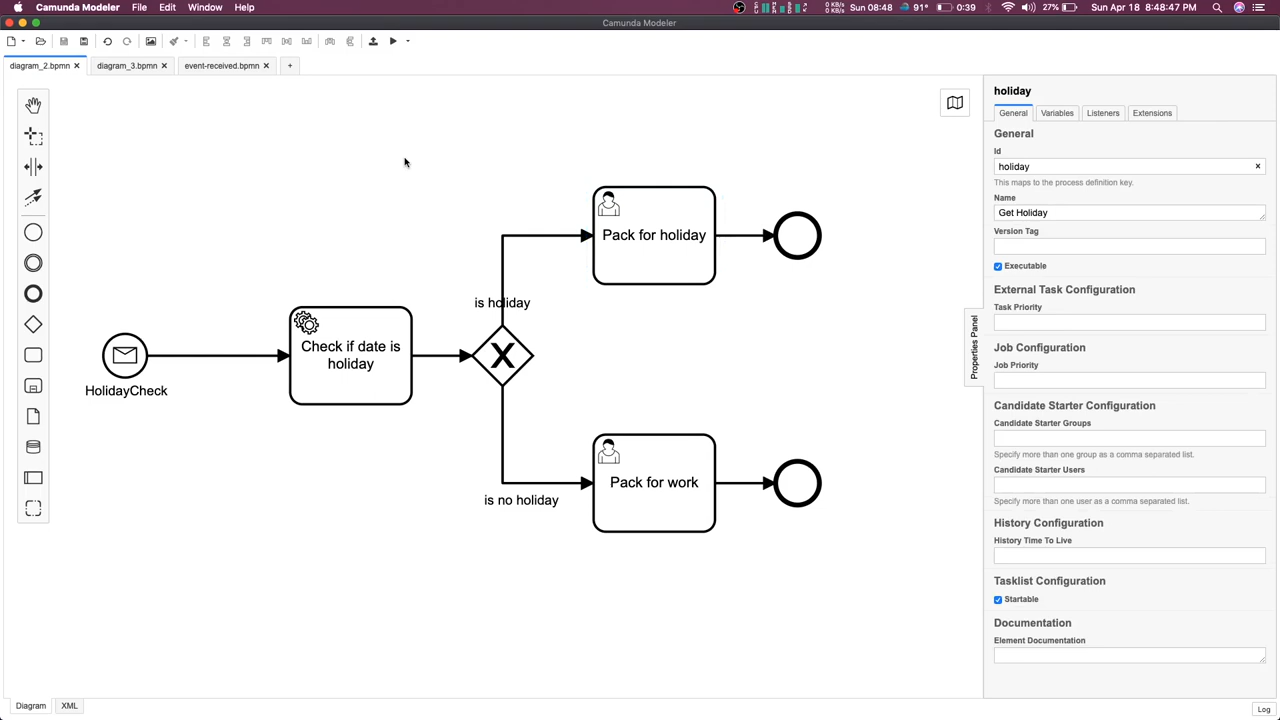 Camunda Modeler File Edit Window Help 0 KB/s 0 KB/s Sun 08:48 91° 0:39 27% Sun Apr 18 8:48:47 PM
Camunda Modeler
diagram_2.bpmn × diagram_3.bpmn × event-received.bpmn × +
holiday
General Variables Listeners Extensions
General
Id
holiday ×
This maps to the process definition key.
Name
Get Holiday
Version Tag
Executable
External Task Configuration
Task Priority
Job Configuration
Job Priority
Candidate Starter Configuration
Candidate Starter Groups
Specify more than one group as a comma separated list.
Candidate Starter Users
Specify more than one user as a comma separated list.
History Configuration
History Time To Live
Tasklist Configuration
Startable
Documentation
Element Documentation
Properties Panel
Pack for holiday
is holiday
Check if date is
holiday
X
HolidayCheck
Pack for work
is no holiday
Diagram XML
Log